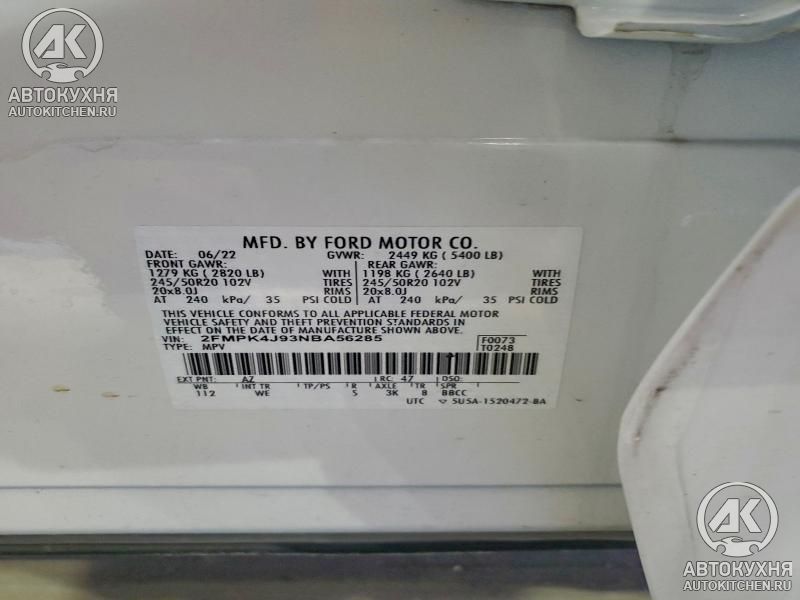 AK
АВТОКУХНЯ
AUTOKITCHEN.RU
MFD. BY FORD MOTOR CO.
DATE: 06/22 GVWR: 2449 KG ( 5400 LB)
FRONT GAWR: REAR GAWR:
1279 KG ( 2820 LB) WITH 1198 KG ( 2640 LB) WITH
245/50R20 102V TIRES 245/50R20 102V TIRES
20x8.0J RIMS 20x8.0J RIMS
AT 240 kPa/ 35 PSI COLD AT 240 kPa/ 35 PSI COLD
THIS VEHICLE CONFORMS TO ALL APPLICABLE FEDERAL MOTOR
VEHICLE SAFETY AND THEFT PREVENTION STANDARDS IN
EFFECT ON THE DATE OF MANUFACTURE SHOWN ABOVE.
VIN: 2FMPK4J93NBA56285 F0073
TYPE: MPV T0248
EXT PNT: AZ RC: 47 DSO:
WB INT TR TP/PS R AXLE TR SPR
112 WE 5 3K 8 BBCC
UTC ▽ 5U5A-1520472-BA
AK
АВТОКУХНЯ
AUTOKITCHEN.RU